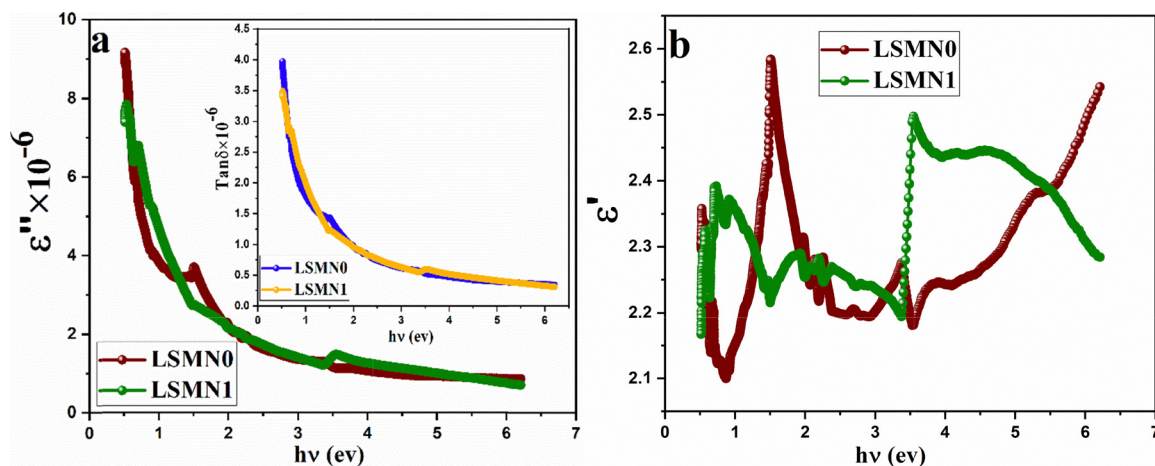 a
ε''×10⁻⁶
10
8
6
4
2
0
0 1 2 3 4 5 6 7
hν (ev)
LSMN0
LSMN1
Tanδ×10⁻⁶
4.5
4.0
3.5
3.0
2.5
2.0
1.5
1.0
0.5
0.0
0 1 2 3 4 5 6
hν (ev)
LSMN0
LSMN1
b
ε'
2.6
2.5
2.4
2.3
2.2
2.1
0 1 2 3 4 5 6 7
hν (ev)
LSMN0
LSMN1